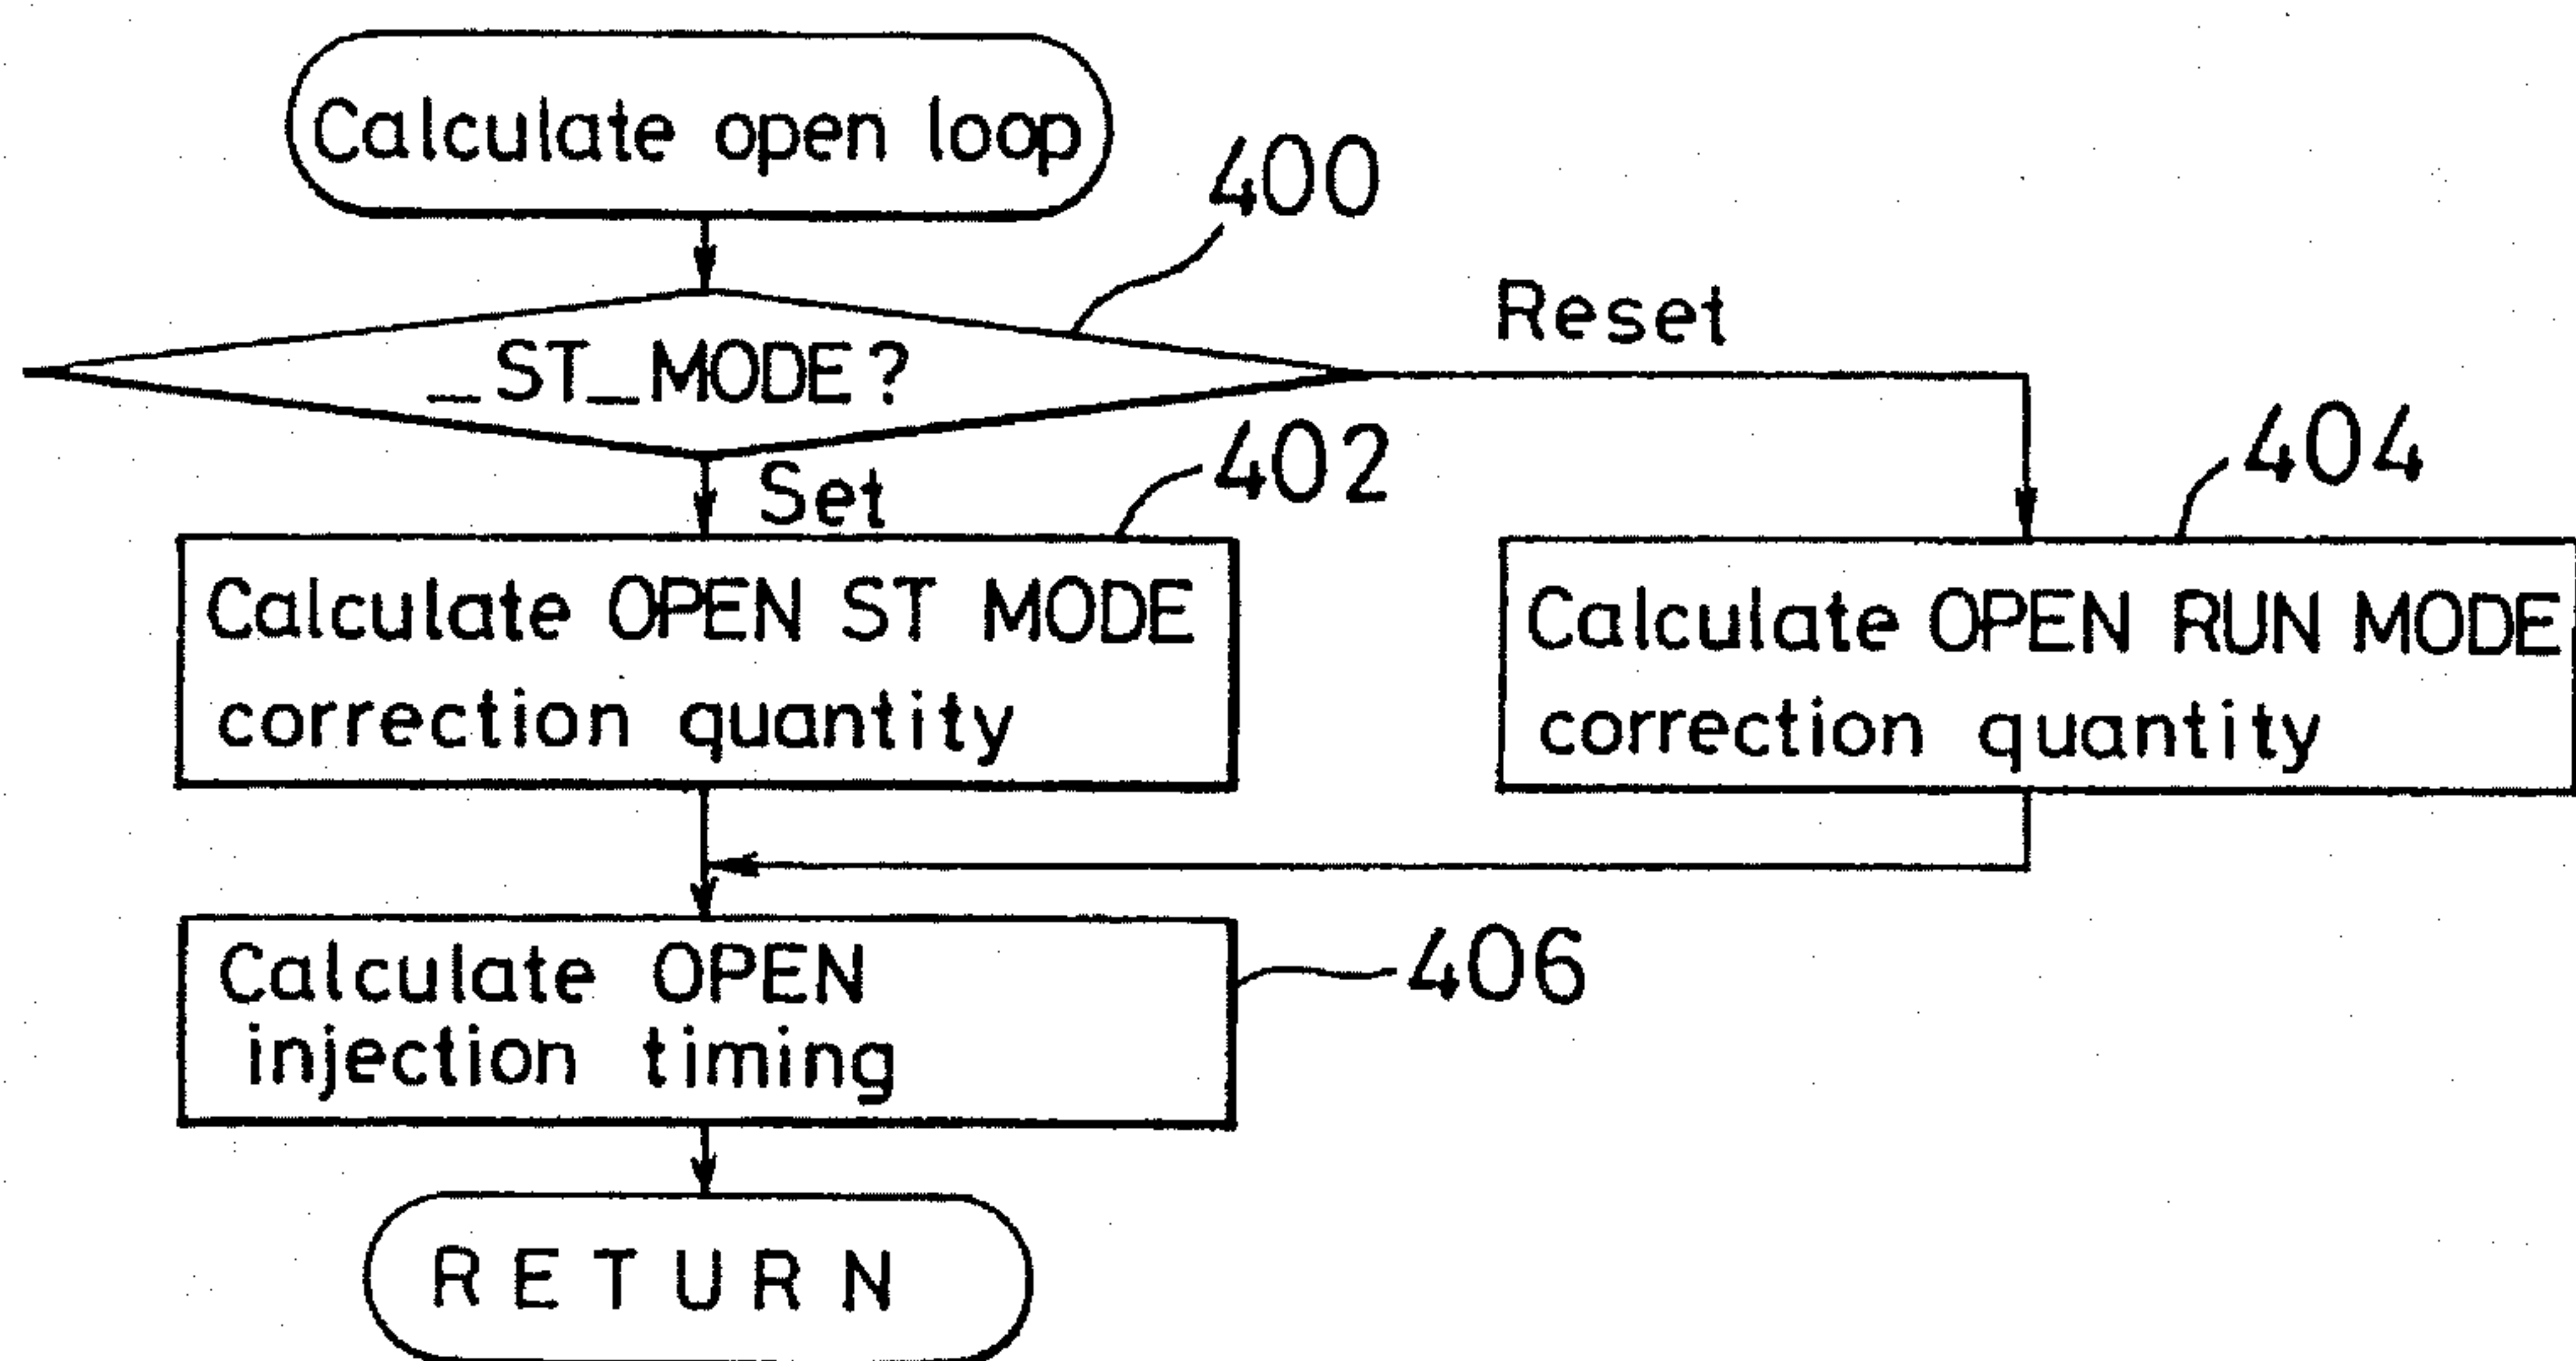 Calculate open loop
400
_ST_MODE?
Reset
Set
402
404
Calculate OPEN ST MODE
correction quantity
Calculate OPEN RUN MODE
correction quantity
Calculate OPEN
injection timing
406
RETURN